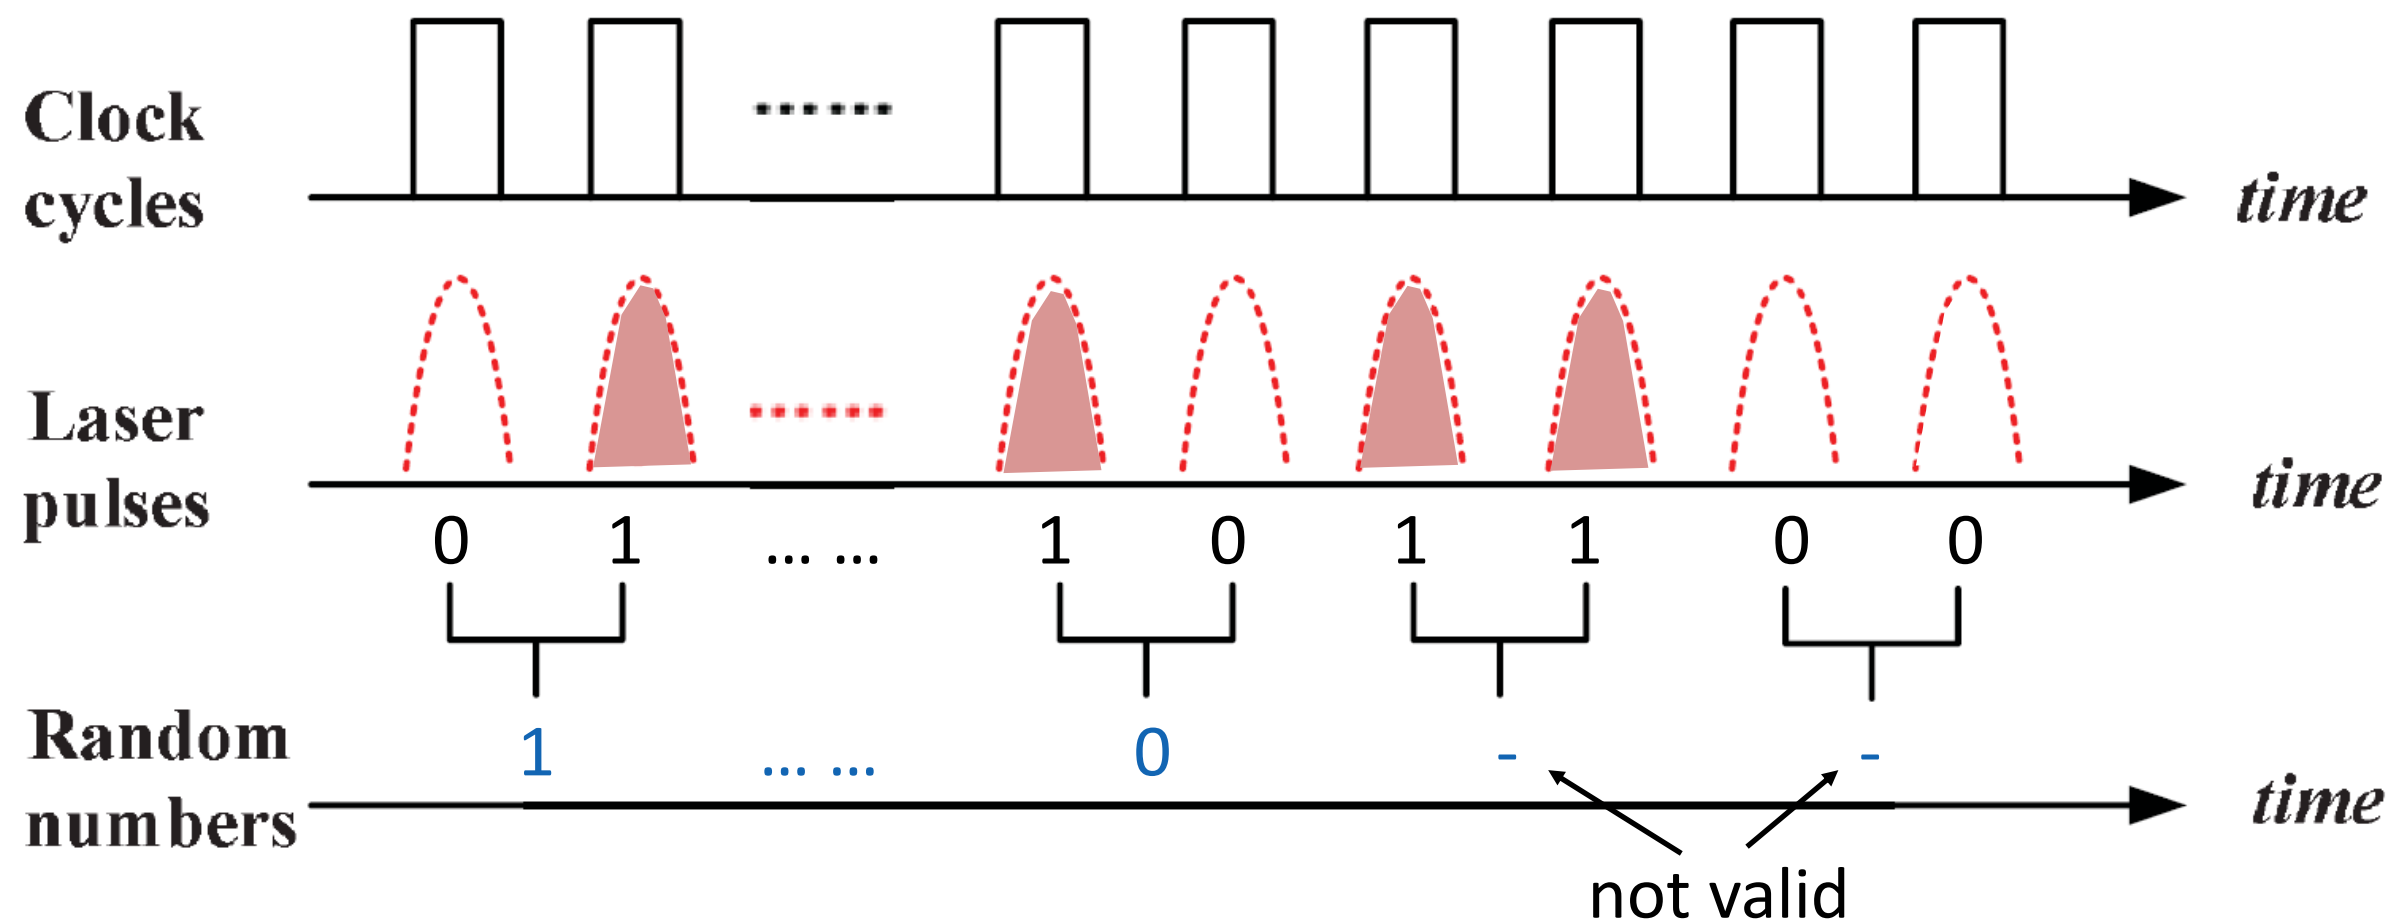 Clock
cycles
time
Laser
pulses
time
0 1 ... ... 1 0 1 1 0 0
Random
numbers
1 ... ... 0 - -
time
not valid